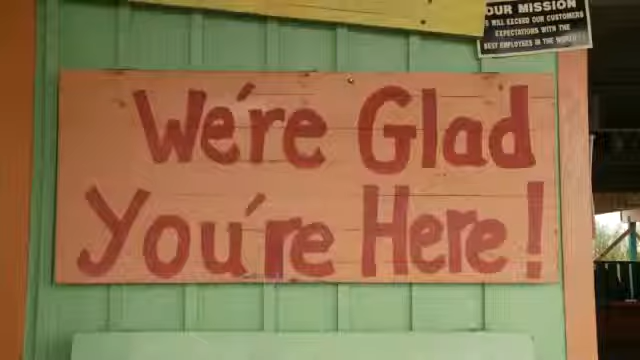 OUR MISSION
WILL EXCEED OUR CUSTOMERS
EXPECTATIONS WITH THE
BEST EMPLOYEES IN THE WORLD
We're Glad
You're Here!